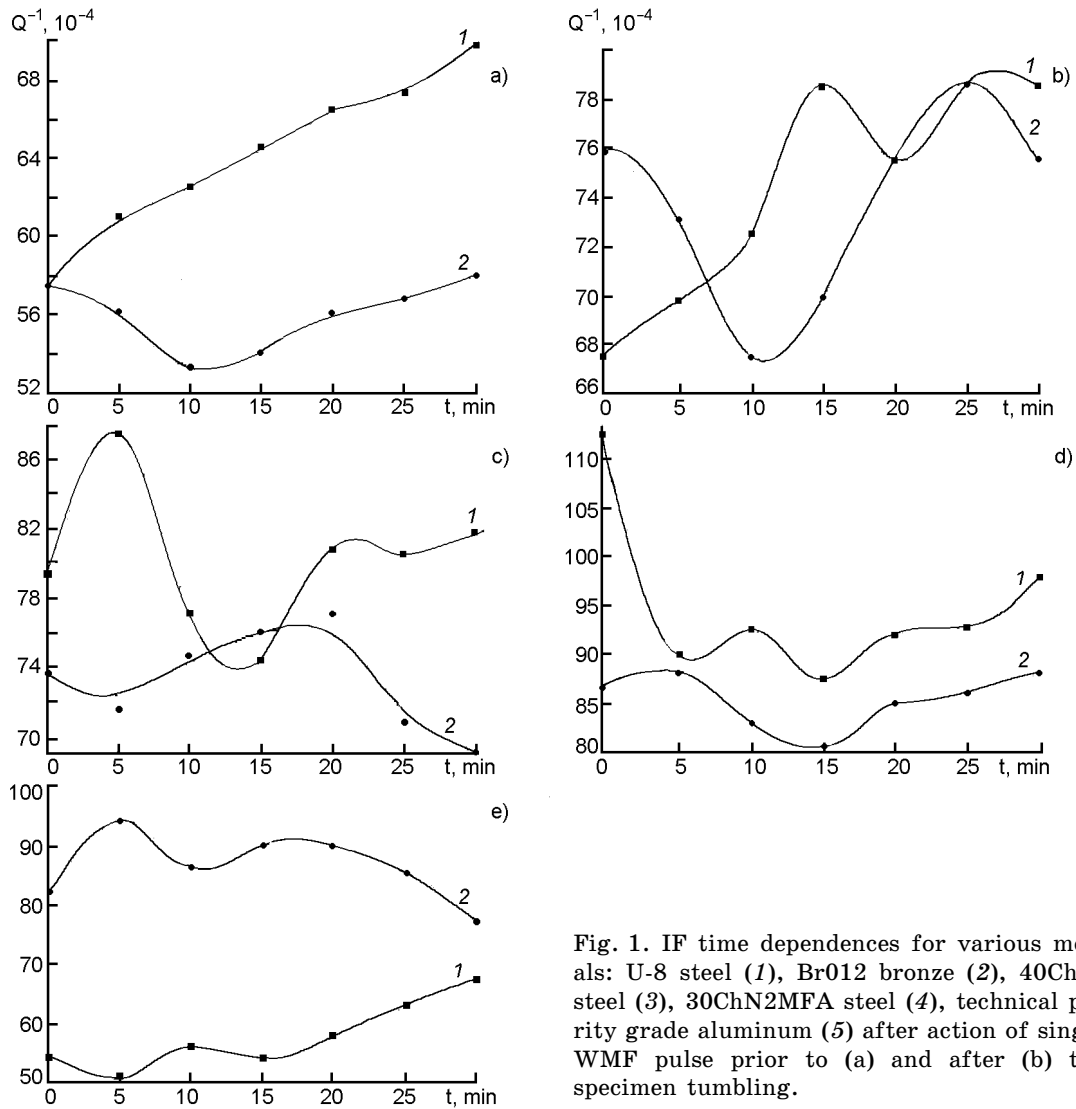 Q⁻¹, 10⁻⁴
68
64
60
56
52
0 5 10 15 20 25 t, min
1
2
a)
Q⁻¹, 10⁻⁴
78
76
74
72
70
68
66
0 5 10 15 20 25 t, min
1
2
b)
86
82
78
74
70
0 5 10 15 20 25 t, min
1
2
c)
110
105
100
95
90
85
80
0 5 10 15 20 25 t, min
1
2
d)
100
90
80
70
60
50
0 5 10 15 20 25 t, min
2
1
e)
Fig. 1. IF time dependences for various me
als: U-8 steel (1), Br012 bronze (2), 40Ch
steel (3), 30ChN2MFA steel (4), technical p
rity grade aluminum (5) after action of sing
WMF pulse prior to (a) and after (b) t
specimen tumbling.